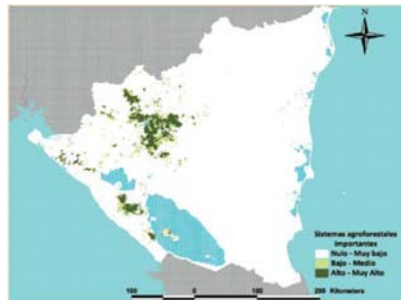 N
Sistemas agroforestales
importantes
Nulo - Muy bajo
Bajo - Medio
Alto - Muy Alto
100 0 100 200 Kilometers